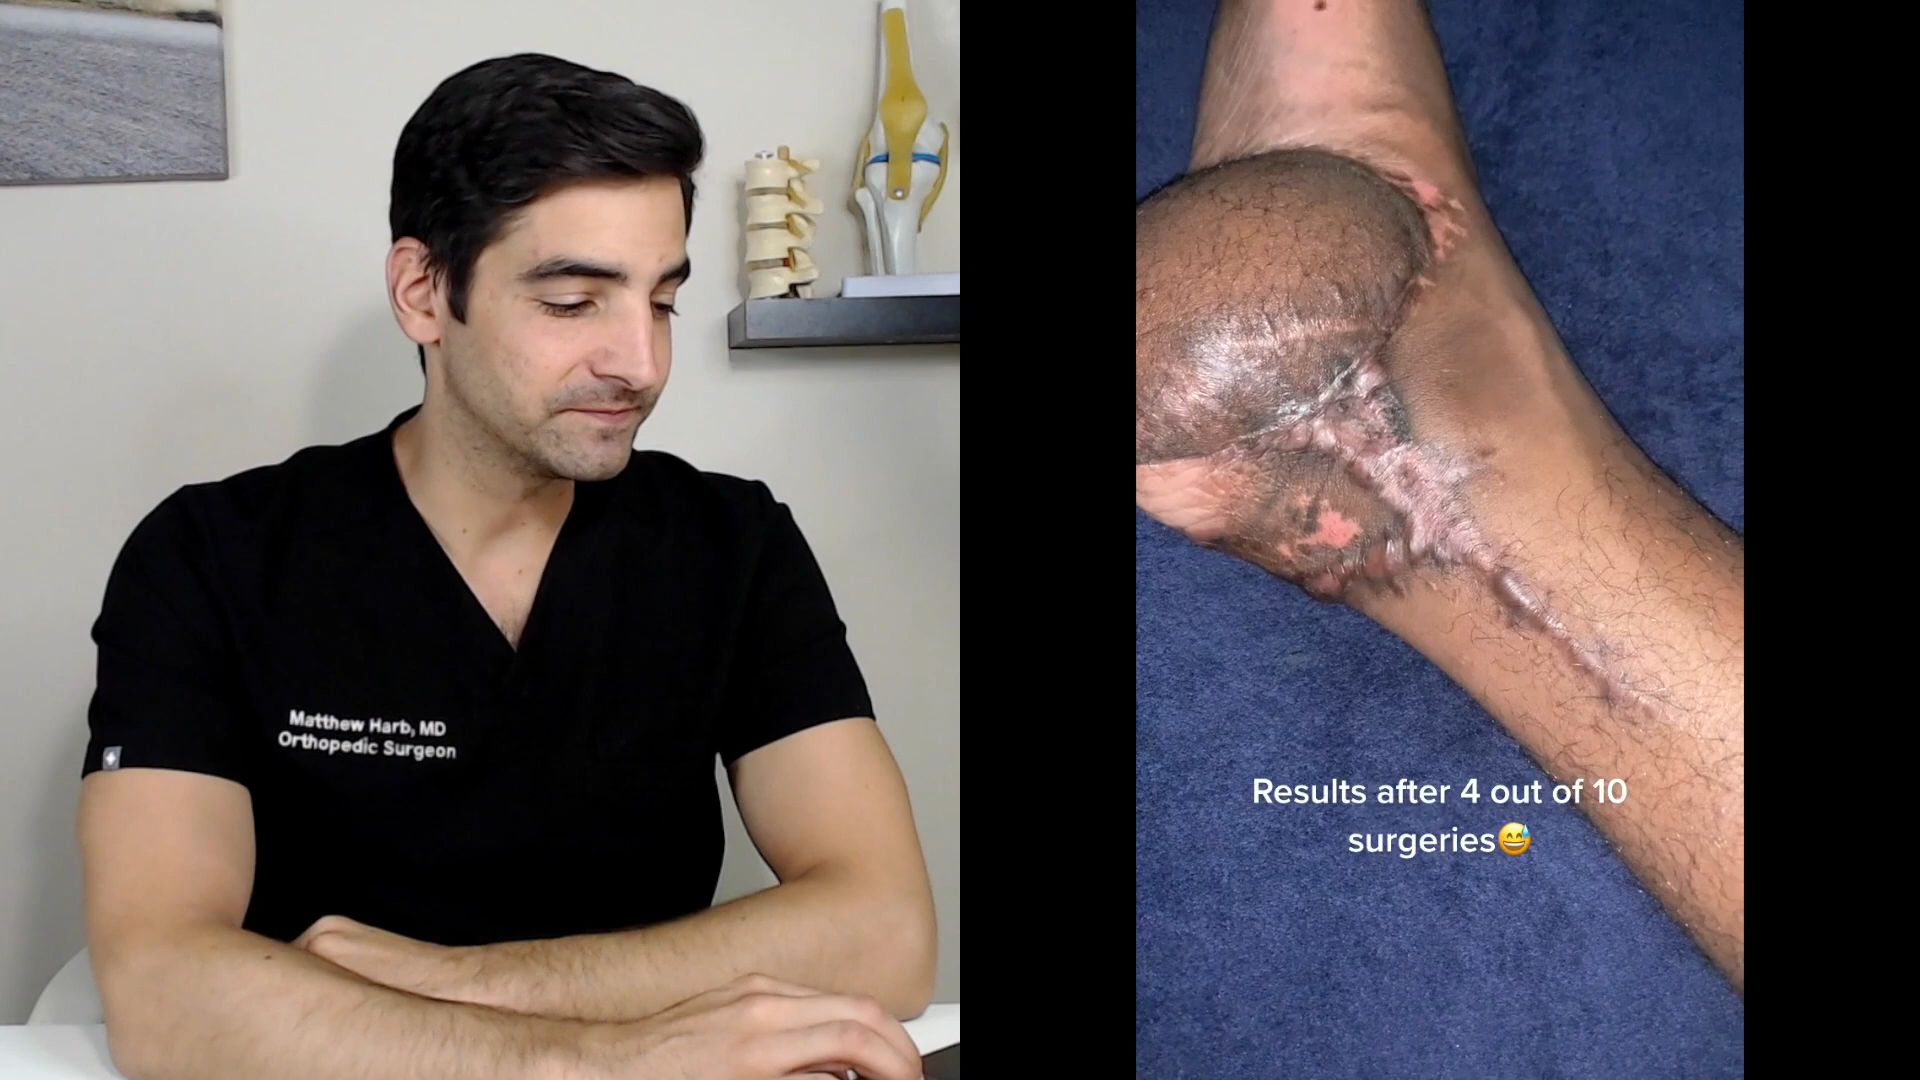 Matthew Harb, MD
Orthopedic Surgeon
Results after 4 out of 10
surgeries😅